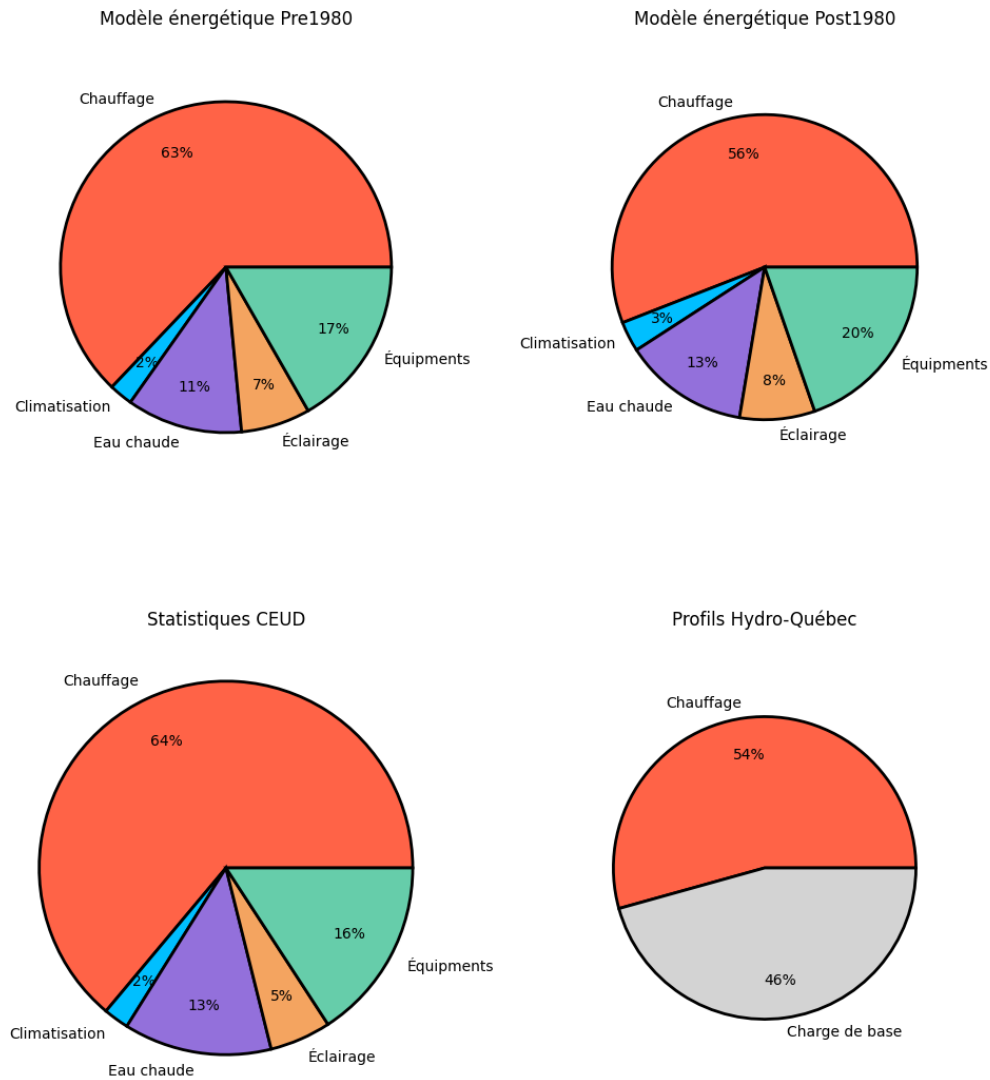 Modèle énergétique Pre1980
Chauffage
63%
17%
Équipments
2%
11%
7%
Climatisation
Eau chaude
Éclairage
Modèle énergétique Post1980
Chauffage
56%
3%
20%
Climatisation
13%
8%
Équipments
Eau chaude
Éclairage
Statistiques CEUD
Chauffage
64%
16%
Équipments
2%
13%
5%
Climatisation
Eau chaude
Éclairage
Profils Hydro-Québec
Chauffage
54%
46%
Charge de base